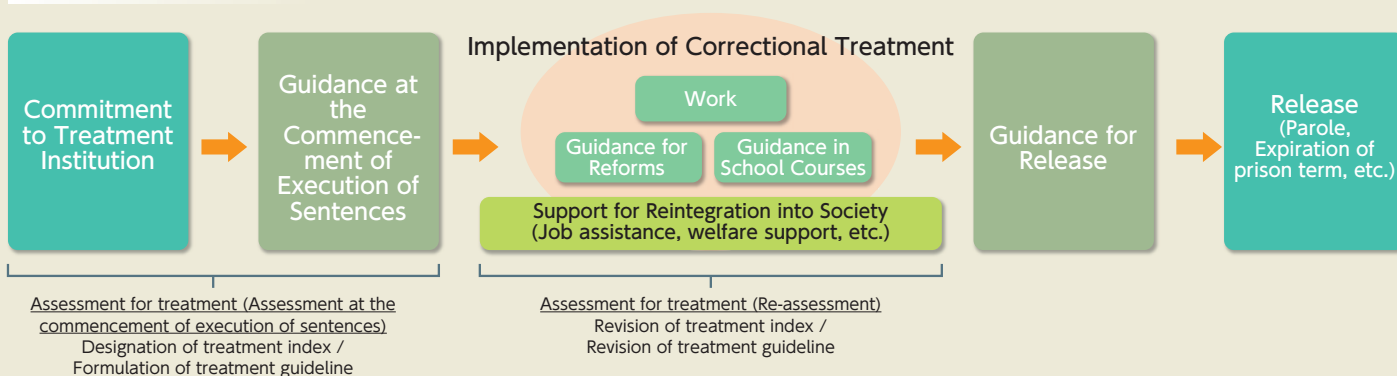 Commitment
to Treatment
Institution
Guidance at
the
Commence-
ment of
Execution of
Sentences
Implementation of Correctional Treatment
Work
Guidance for
Reforms
Guidance in
School Courses
Support for Reintegration into Society
(Job assistance, welfare support, etc.)
Guidance for
Release
Release
(Parole,
Expiration of
prison term, etc.)
Assessment for treatment (Assessment at the
commencement of execution of sentences)
Designation of treatment index /
Formulation of treatment guideline
Assessment for treatment (Re-assessment)
Revision of treatment index /
Revision of treatment guideline